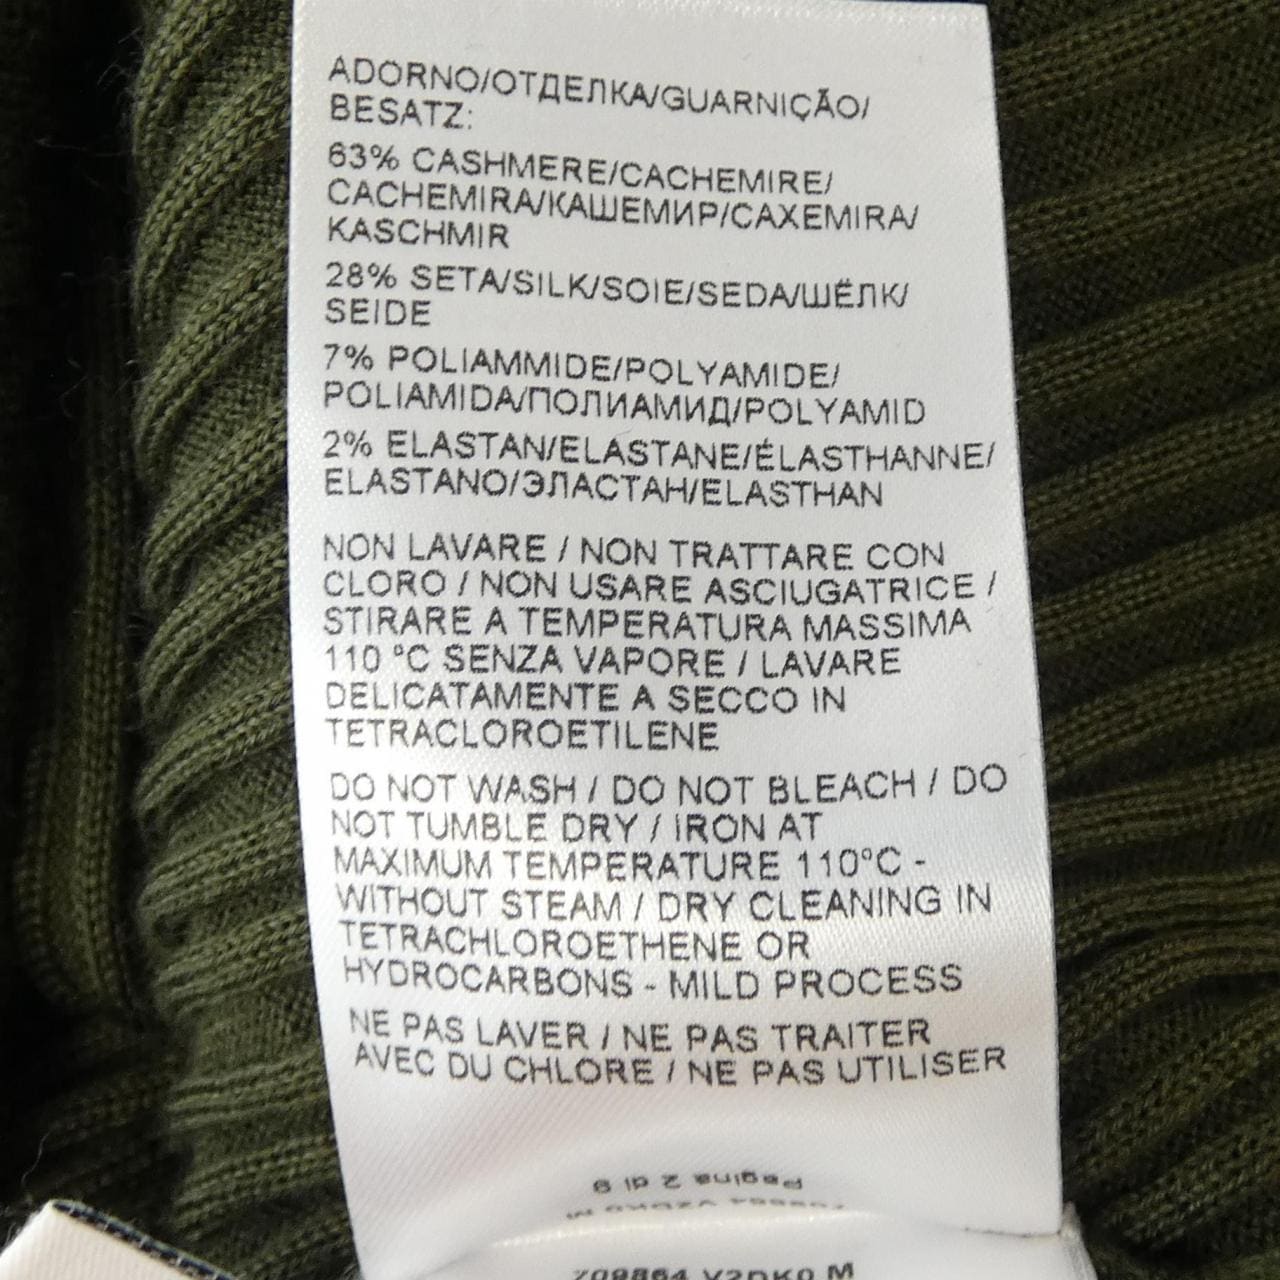 ADORNO/ОТДЕЛКА/GUARNIÇÃO/
BESATZ:
63% CASHMERE/CACHEMIRE/
CACHEMIRA/КАШЕМИР/CAXEMIRA/
KASCHMIR
28% SETA/SILK/SOIE/SEDA/ШЁЛК/
SEIDE
7% POLIAMMIDE/POLYAMIDE/
POLIAMIDA/ПОЛИАМИД/POLYAMID
2% ELASTAN/ELASTANE/ÉLASTHANNE/
ELASTANO/ЭЛАСТАН/ELASTHAN
NON LAVARE / NON TRATTARE CON
CLORO / NON USARE ASCIUGATRICE /
STIRARE A TEMPERATURA MASSIMA
110 °C SENZA VAPORE / LAVARE
DELICATAMENTE A SECCO IN
TETRACLOROETILENE
DO NOT WASH / DO NOT BLEACH / DO
NOT TUMBLE DRY / IRON AT
MAXIMUM TEMPERATURE 110°C -
WITHOUT STEAM / DRY CLEANING IN
TETRACHLOROETHENE OR
HYDROCARBONS - MILD PROCESS
NE PAS LAVER / NE PAS TRAITER
AVEC DU CHLORE / NE PAS UTILISER
Pagina 2 di 9
709864 V2DK0 M
709864 V2DK0 M